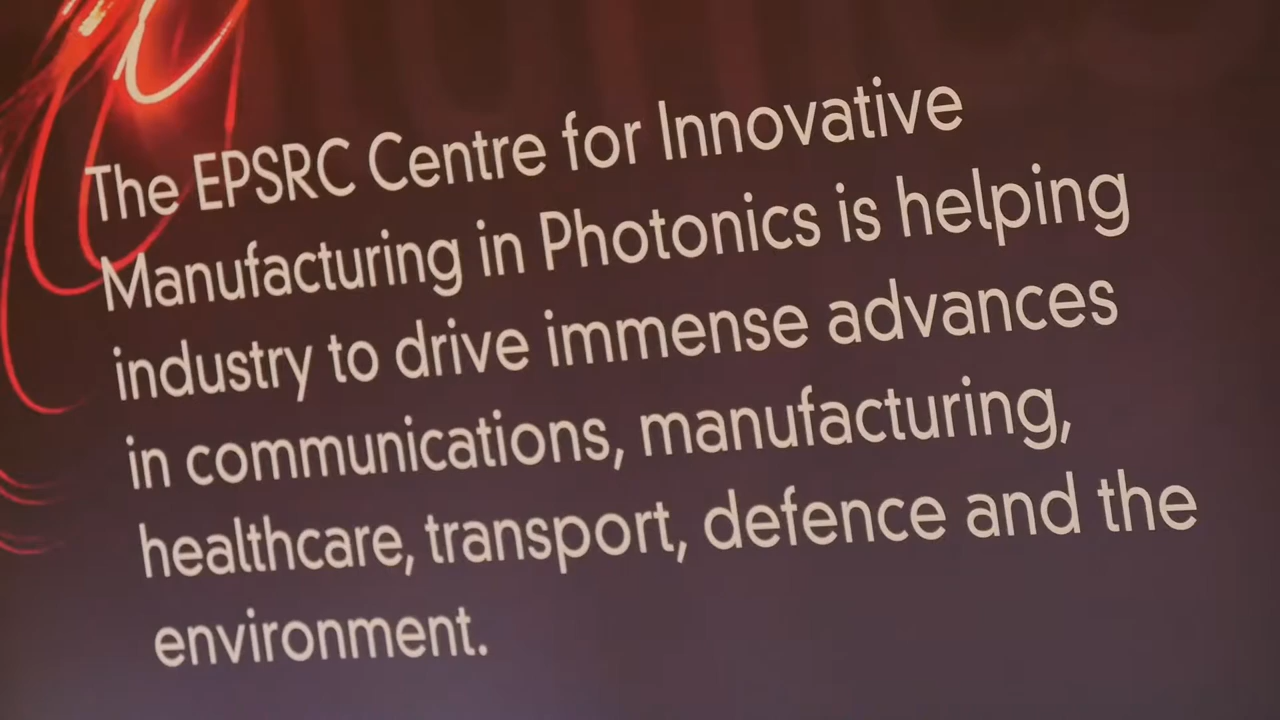 The EPSRC Centre for Innovative
Manufacturing in Photonics is helping
industry to drive immense advances
in communications, manufacturing,
healthcare, transport, defence and the
environment.